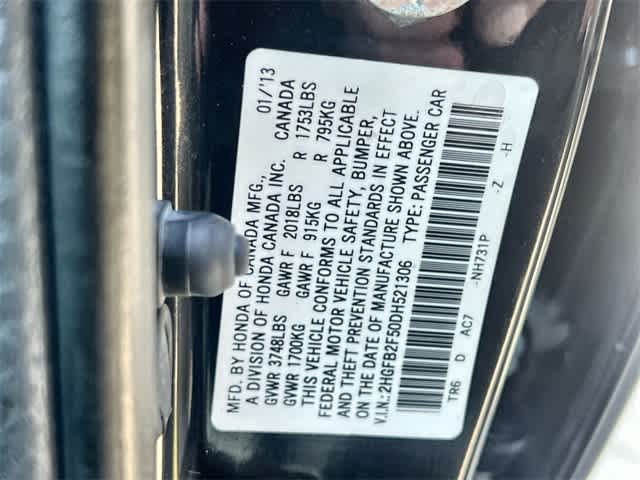 MFD. BY HONDA OF CANADA MFG., 01/'13
A DIVISION OF HONDA CANADA INC. CANADA
GVWR 3748LBS GAWR F 2018LBS R 1753LBS
GVWR 1700KG GAWR F 915KG R 795KG
THIS VEHICLE CONFORMS TO ALL APPLICABLE
FEDERAL MOTOR VEHICLE SAFETY, BUMPER,
AND THEFT PREVENTION STANDARDS IN EFFECT
ON THE DATE OF MANUFACTURE SHOWN ABOVE.
V.I.N.: 2HGFB2F50DH521306 TYPE: PASSENGER CAR
TR6 D AC7 -NH731P -Z -H